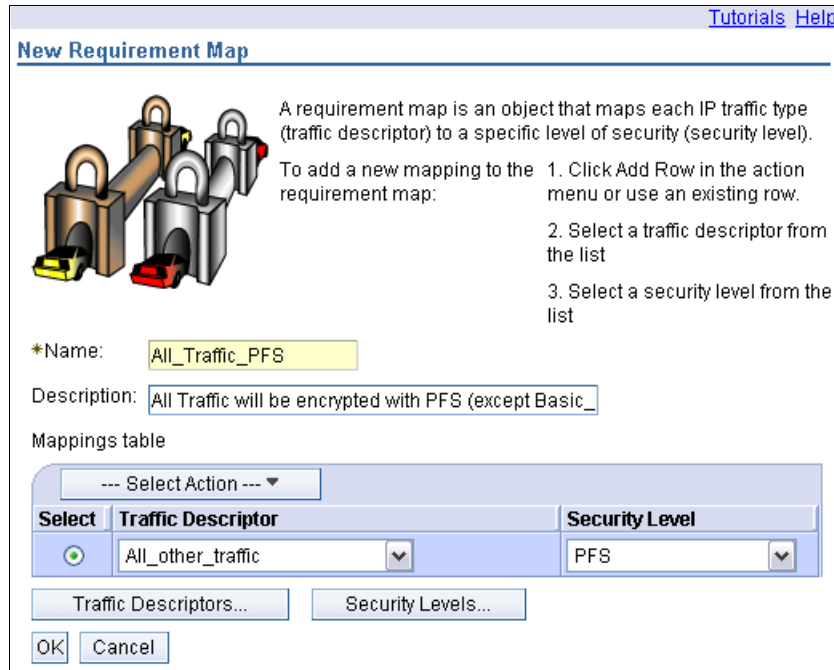 Tutorials Help
New Requirement Map
A requirement map is an object that maps each IP traffic type
(traffic descriptor) to a specific level of security (security level).
To add a new mapping to the
requirement map:
1. Click Add Row in the action
menu or use an existing row.
2. Select a traffic descriptor from
the list
3. Select a security level from the
list
*Name: All_Traffic_PFS
Description: All Traffic will be encrypted with PFS (except Basic_
Mappings table
--- Select Action ---
Select Traffic Descriptor Security Level
All_other_traffic PFS
Traffic Descriptors... Security Levels...
OK Cancel